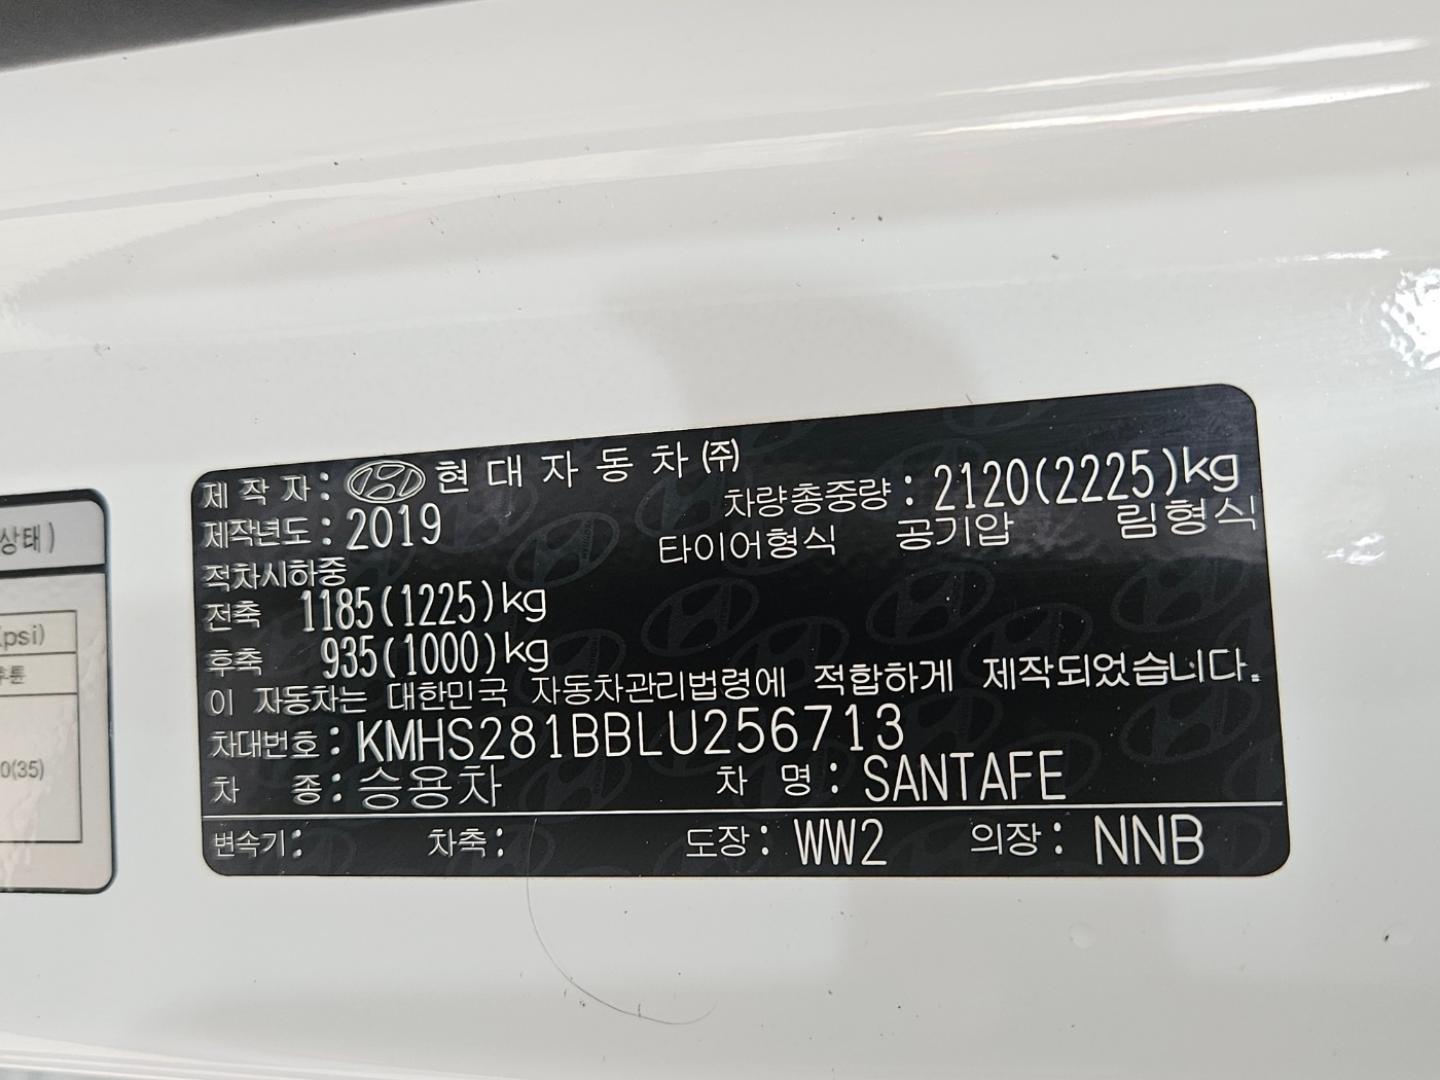 제 작 자 : 현 대 자 동 차 ㈜
제작년도 : 2019
차량총중량 : 2120(2225)kg
타이어형식 공기압 림형식
적차시하중
전축 1185(1225)kg
후축 935(1000)kg
이 자동차는 대한민국 자동차관리법령에 적합하게 제작되었습니다.
차대번호 : KMHS281BBLU256713
차 종 : 승용차 차 명 : SANTAFE
변속기 : 차축 : 도장 : WW2 의장 : NNB
상태)
(psi)
후륜
0(35)